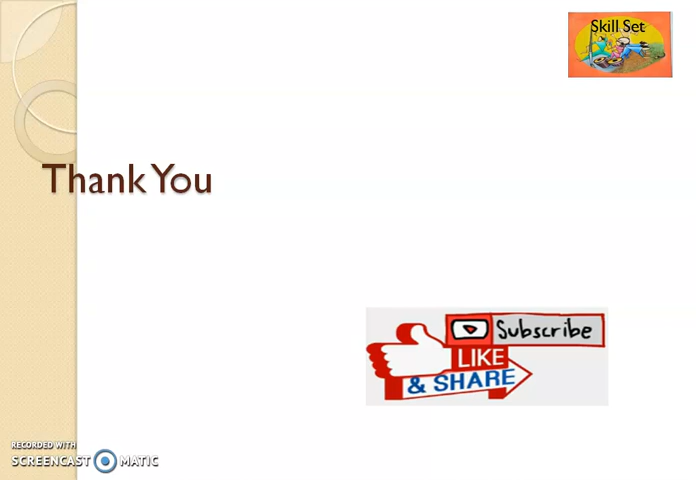 Skill Set
Thank You
Subscribe
LIKE
& SHARE
RECORDED WITH
SCREENCAST MATIC